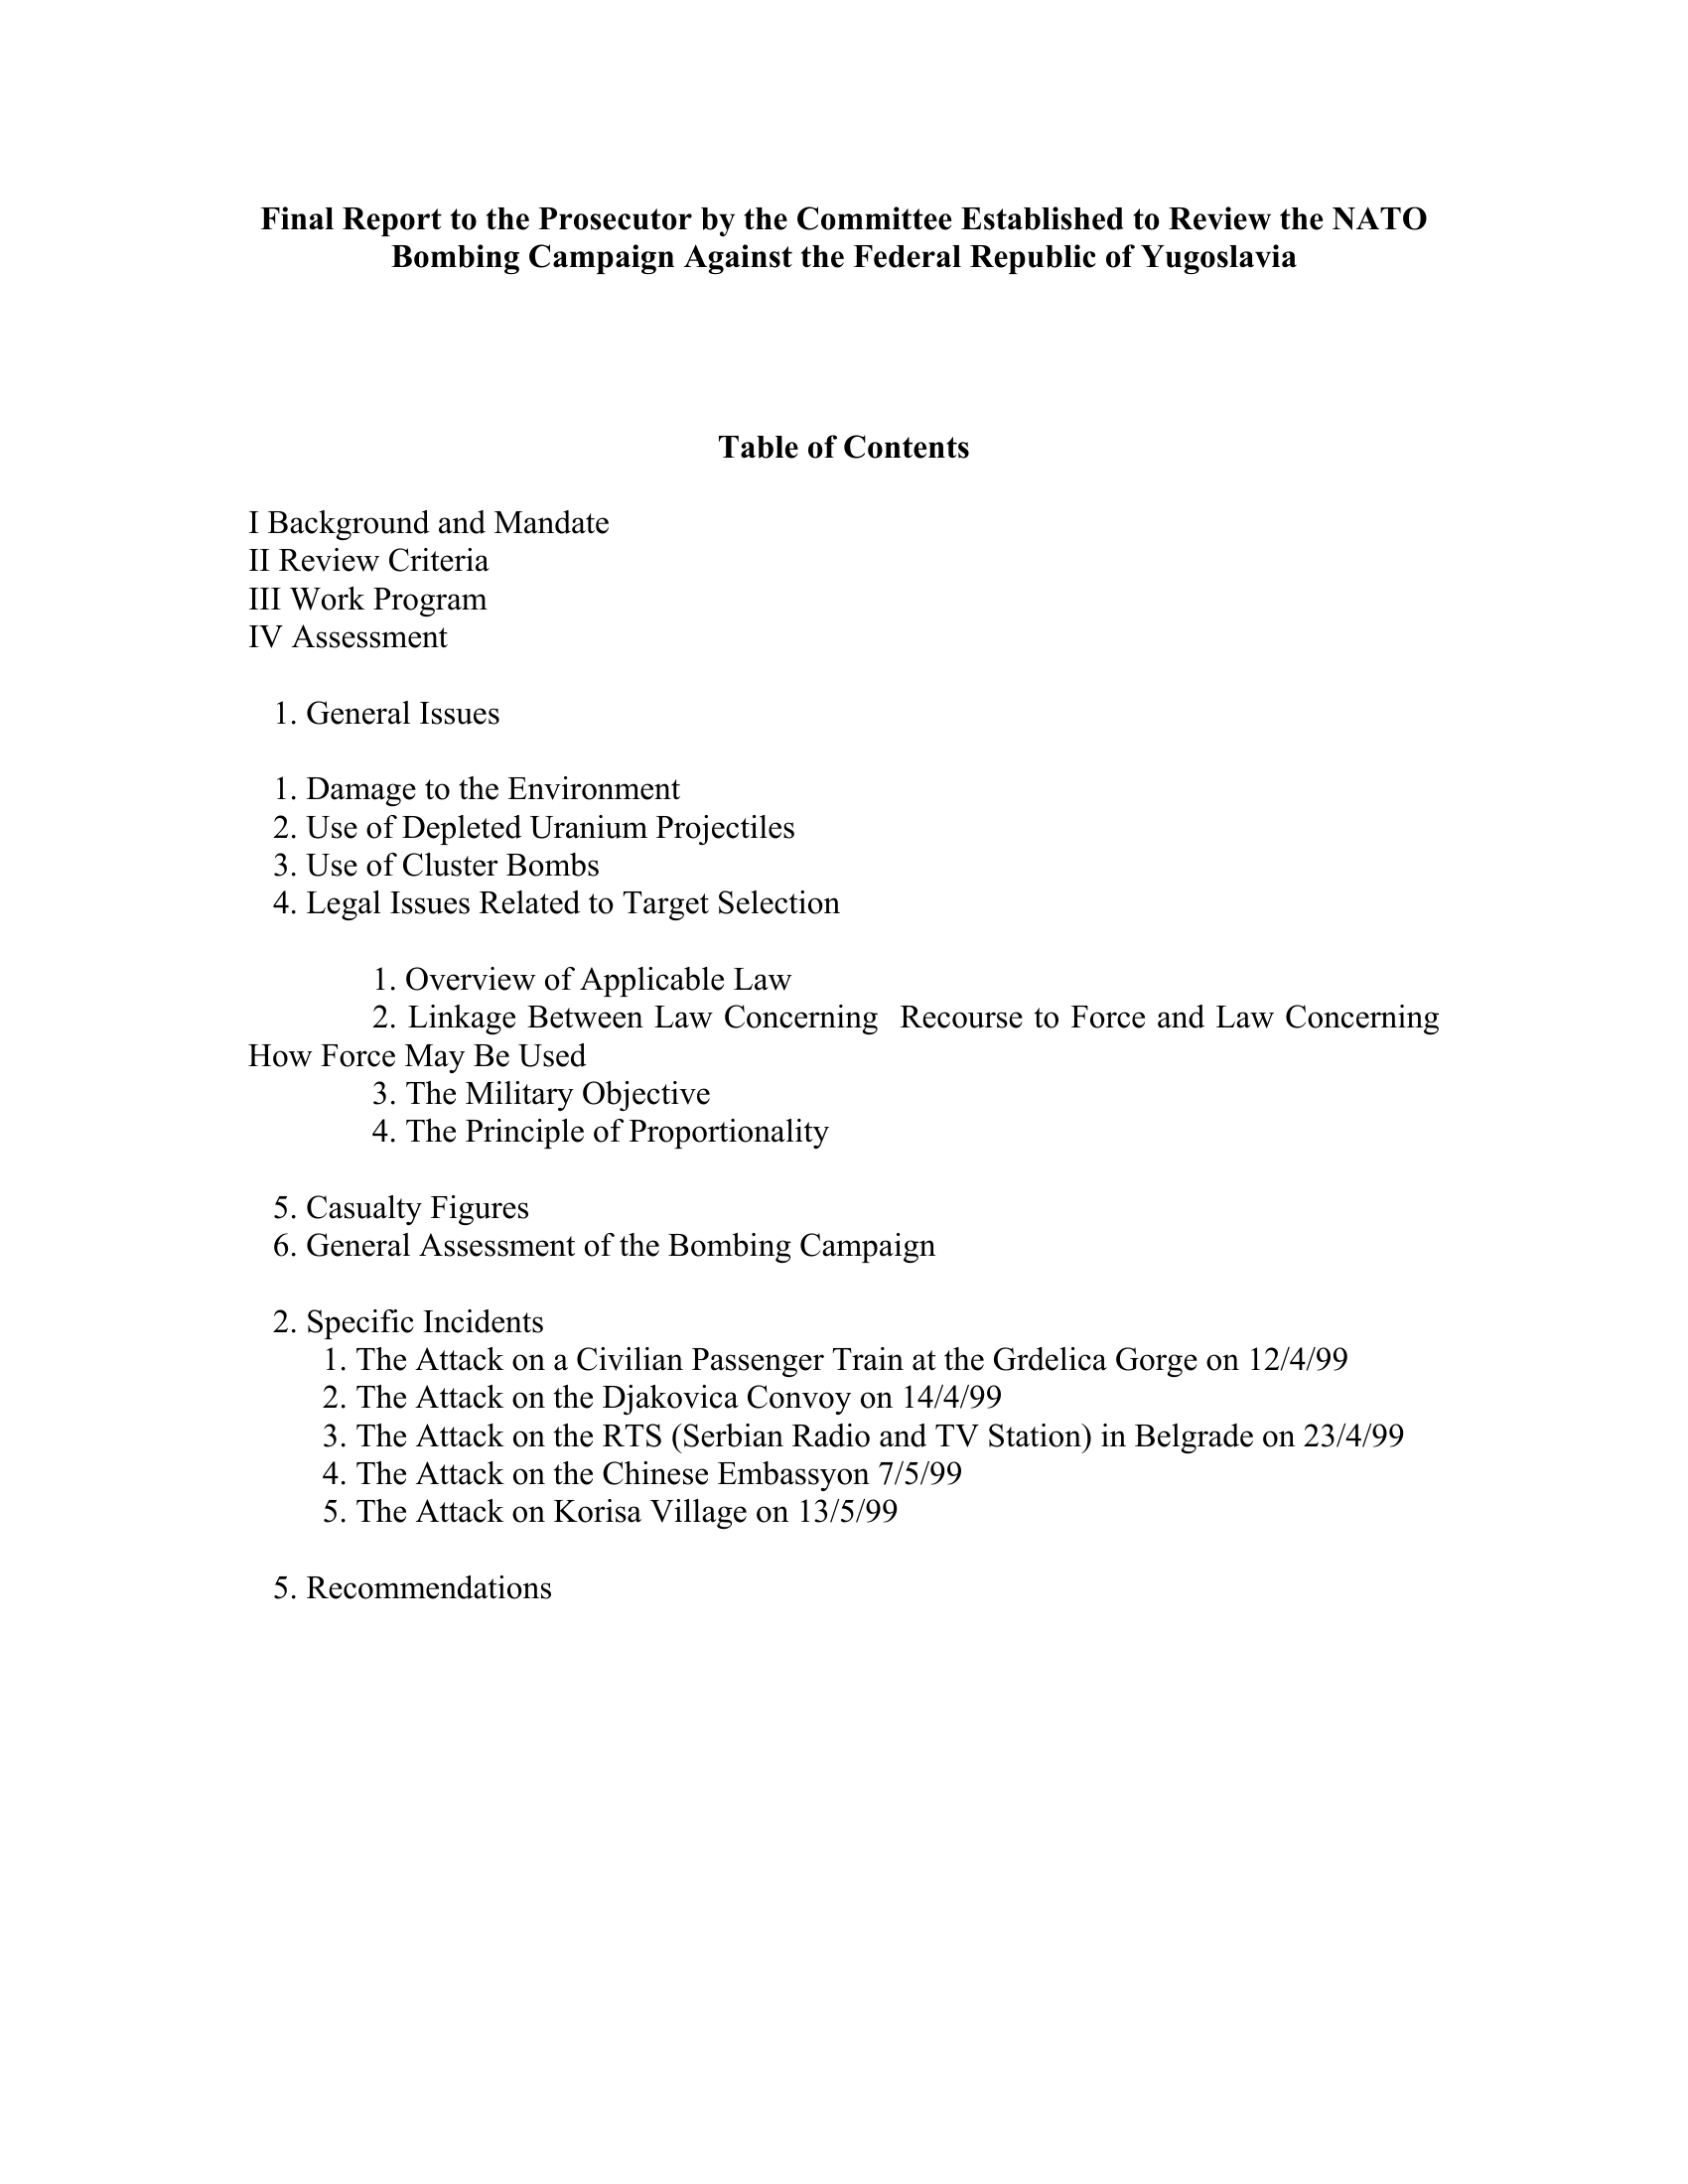 Final Report to the Prosecutor by the Committee Established to Review the NATO
Bombing Campaign Against the Federal Republic of Yugoslavia
Table of Contents
I Background and Mandate
II Review Criteria
III Work Program
IV Assessment
1. General Issues
1. Damage to the Environment
2. Use of Depleted Uranium Projectiles
3. Use of Cluster Bombs
4. Legal Issues Related to Target Selection
1. Overview of Applicable Law
2. Linkage Between Law Concerning  Recourse to Force and Law Concerning
How Force May Be Used
3. The Military Objective
4. The Principle of Proportionality
5. Casualty Figures
6. General Assessment of the Bombing Campaign
2. Specific Incidents
1. The Attack on a Civilian Passenger Train at the Grdelica Gorge on 12/4/99
2. The Attack on the Djakovica Convoy on 14/4/99
3. The Attack on the RTS (Serbian Radio and TV Station) in Belgrade on 23/4/99
4. The Attack on the Chinese Embassyon 7/5/99
5. The Attack on Korisa Village on 13/5/99
5. Recommendations